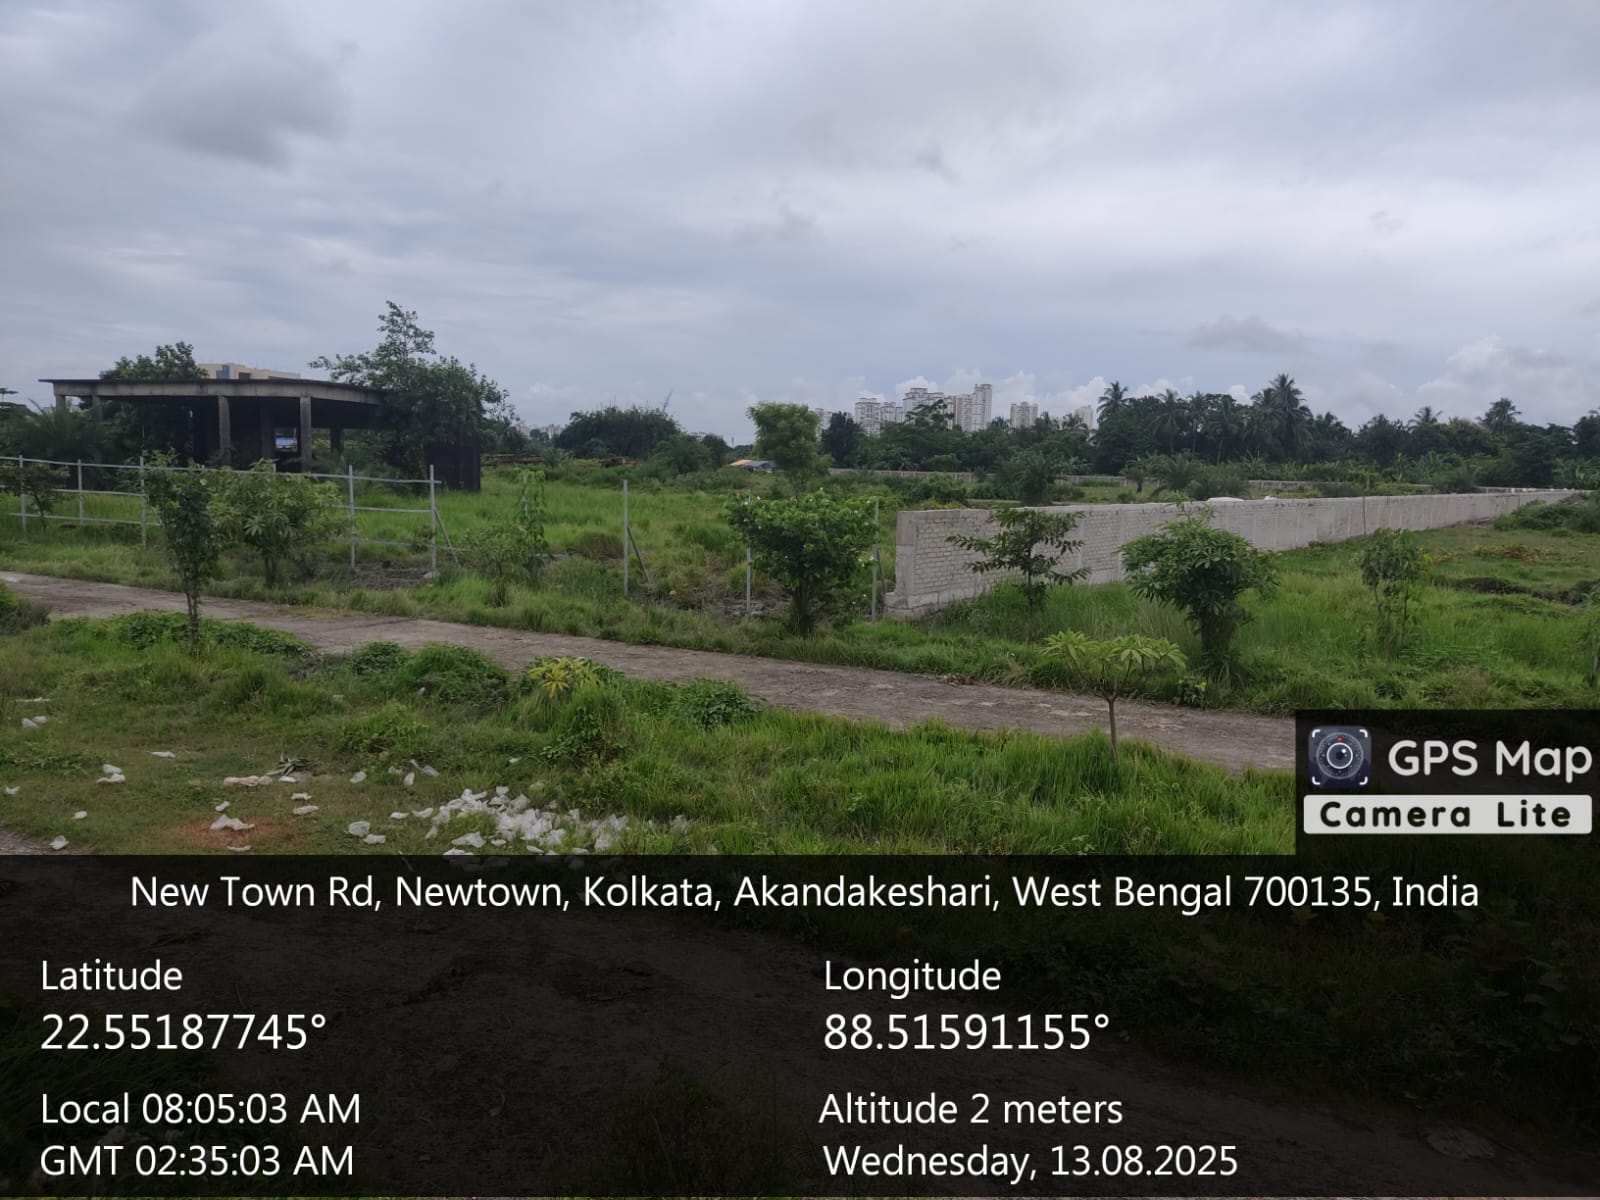 GPS Map
Camera Lite
New Town Rd, Newtown, Kolkata, Akandakeshari, West Bengal 700135, India
Latitude
22.55187745°
Longitude
88.51591155°
Local 08:05:03 AM
GMT 02:35:03 AM
Altitude 2 meters
Wednesday, 13.08.2025